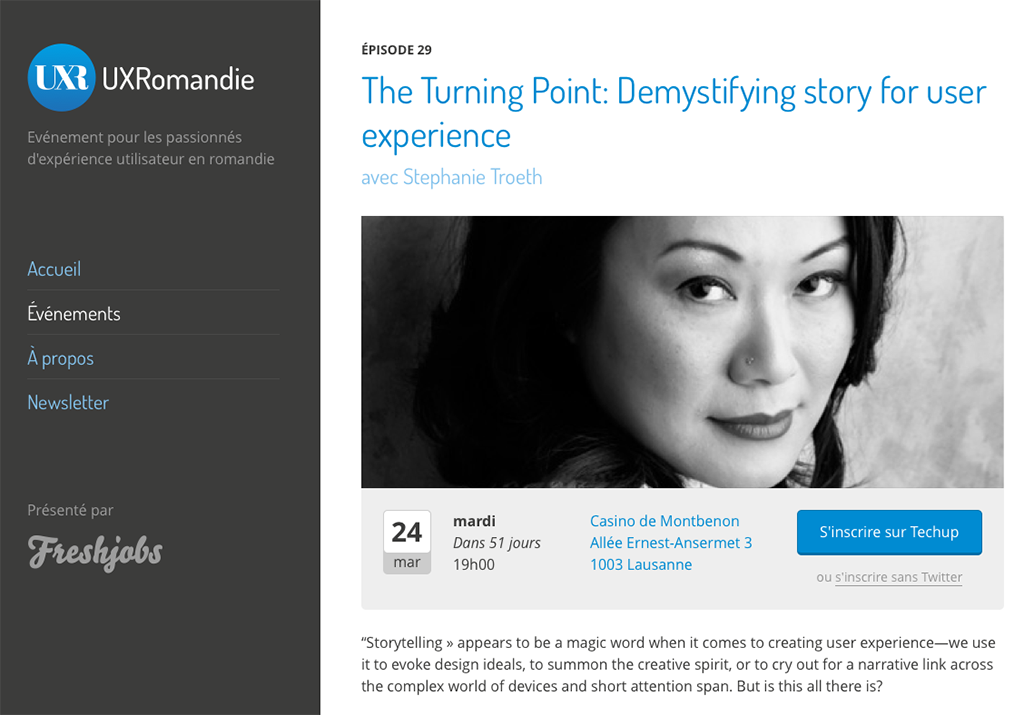 UXR UXRomandie
Evénement pour les passionnés
d'expérience utilisateur en romandie
Accueil
Événements
À propos
Newsletter
Présenté par
Freshjobs
ÉPISODE 29
The Turning Point: Demystifying story for user
experience
avec Stephanie Troeth
24
mar
mardi
Dans 51 jours
19h00
Casino de Montbenon
Allée Ernest-Ansermet 3
1003 Lausanne
S'inscrire sur Techup
ou s'inscrire sans Twitter
“Storytelling » appears to be a magic word when it comes to creating user experience—we use
it to evoke design ideals, to summon the creative spirit, or to cry out for a narrative link across
the complex world of devices and short attention span. But is this all there is?